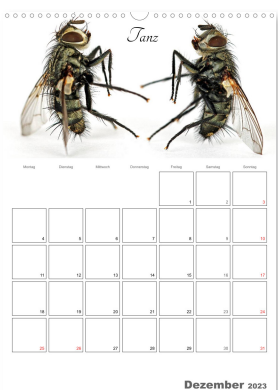 Tanz
Montag Dienstag Mittwoch Donnerstag Freitag Samstag Sonntag
1 2 3
4 5 6 7 8 9 10
11 12 13 14 15 16 17
18 19 20 21 22 23 24
25 26 27 28 29 30 31
Dezember 2023